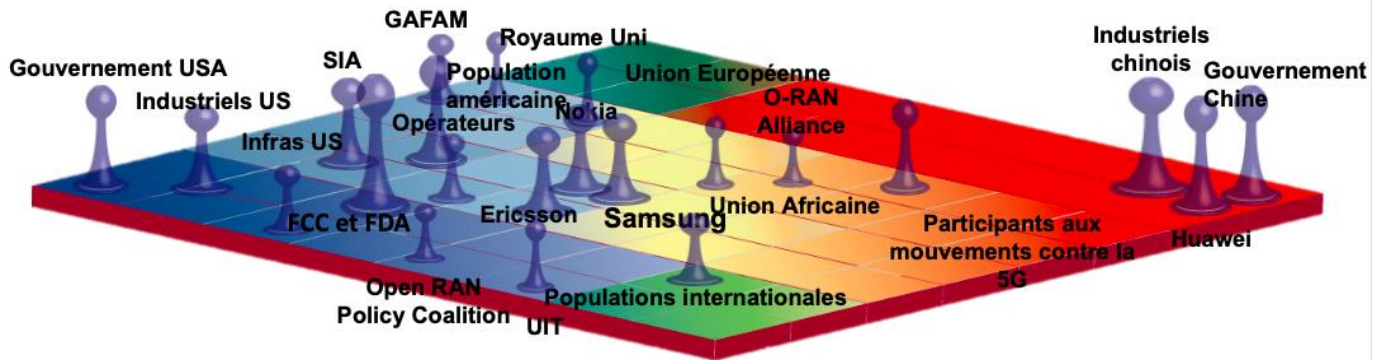 GAFAM
Royaume Uni
SIA
Gouvernement USA
Population
américaine
Union Européenne
Industriels
chinois
Gouvernement
Chine
Industriels US
Infras US
Opérateurs
Nokia
O-RAN
Alliance
FCC et FDA
Ericsson
Samsung
Union Africaine
Participants aux
mouvements contre la
5G
Huawei
Open RAN
Policy Coalition
UIT
Populations internationales